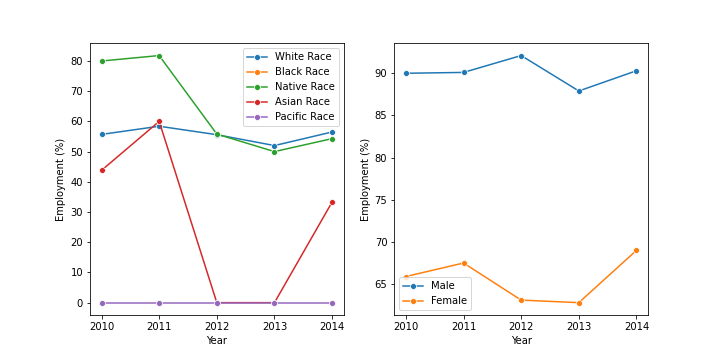 White Race
Black Race
Native Race
Asian Race
Pacific Race
80
70
60
50
40
30
20
10
0
Employment (%)
2010 2011 2012 2013 2014
Year
90
85
80
75
70
65
Employment (%)
Male
Female
2010 2011 2012 2013 2014
Year